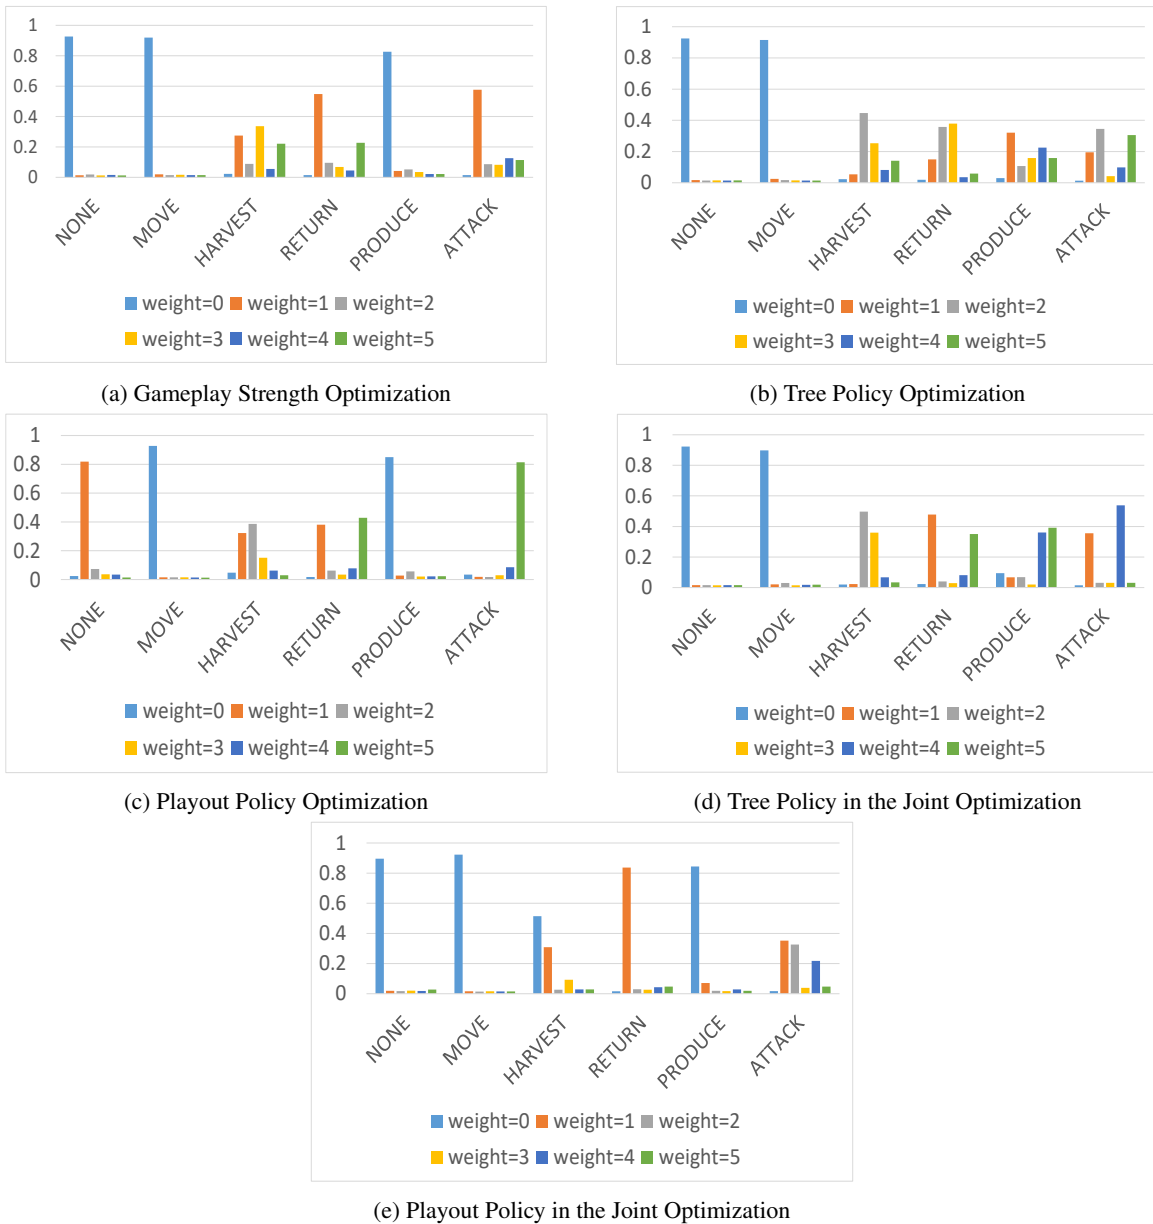 1
0.8
0.6
0.4
0.2
0
NONE
MOVE
HARVEST
RETURN
PRODUCE
ATTACK
weight=0 weight=1 weight=2
weight=3 weight=4 weight=5
(a) Gameplay Strength Optimization
1
0.8
0.6
0.4
0.2
0
NONE
MOVE
HARVEST
RETURN
PRODUCE
ATTACK
weight=0 weight=1 weight=2
weight=3 weight=4 weight=5
(b) Tree Policy Optimization
1
0.8
0.6
0.4
0.2
0
NONE
MOVE
HARVEST
RETURN
PRODUCE
ATTACK
weight=0 weight=1 weight=2
weight=3 weight=4 weight=5
(c) Playout Policy Optimization
1
0.8
0.6
0.4
0.2
0
NONE
MOVE
HARVEST
RETURN
PRODUCE
ATTACK
weight=0 weight=1 weight=2
weight=3 weight=4 weight=5
(d) Tree Policy in the Joint Optimization
1
0.8
0.6
0.4
0.2
0
NONE
MOVE
HARVEST
RETURN
PRODUCE
ATTACK
weight=0 weight=1 weight=2
weight=3 weight=4 weight=5
(e) Playout Policy in the Joint Optimization